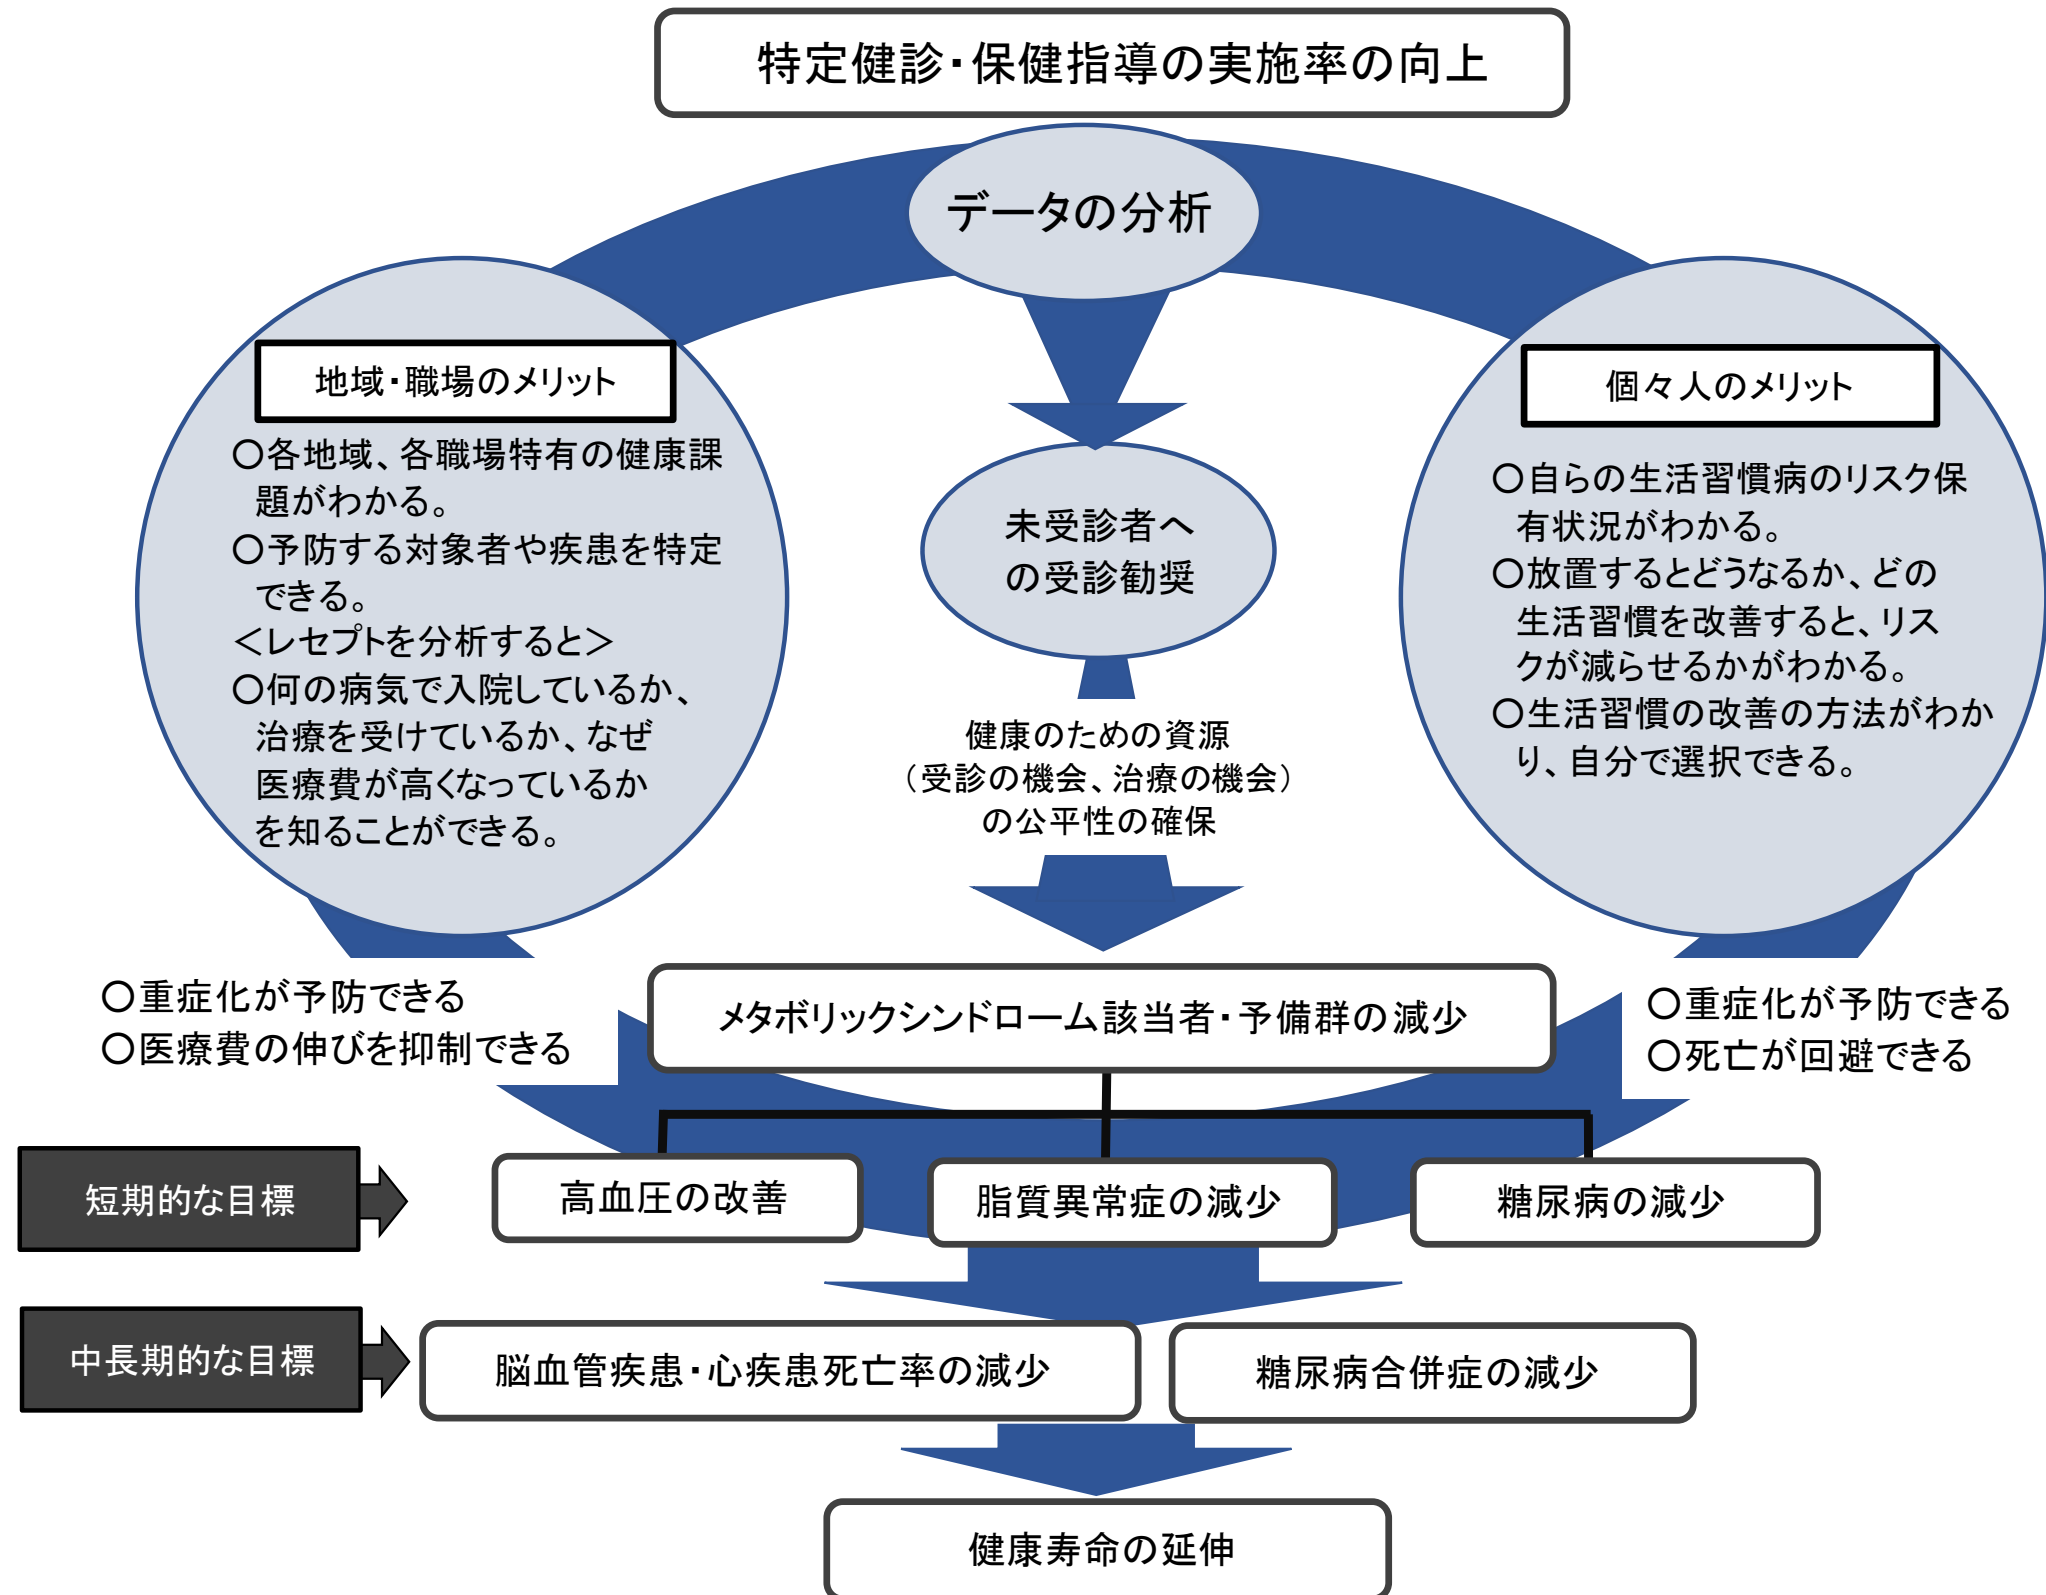 特定健診・保健指導の実施率の向上
データの分析
地域・職場のメリット
○各地域、各職場特有の健康課
題がわかる。
○予防する対象者や疾患を特定
できる。
＜レセプトを分析すると＞
○何の病気で入院しているか、
治療を受けているか、なぜ
医療費が高くなっているか
を知ることができる。
未受診者へ
の受診勧奨
健康のための資源
（受診の機会、治療の機会）
の公平性の確保
個々人のメリット
○自らの生活習慣病のリスク保
有状況がわかる。
○放置するとどうなるか、どの
生活習慣を改善すると、リス
クが減らせるかがわかる。
○生活習慣の改善の方法がわか
り、自分で選択できる。
○重症化が予防できる
○医療費の伸びを抑制できる
メタボリックシンドローム該当者・予備群の減少
○重症化が予防できる
○死亡が回避できる
短期的な目標
高血圧の改善
脂質異常症の減少
糖尿病の減少
中長期的な目標
脳血管疾患・心疾患死亡率の減少
糖尿病合併症の減少
健康寿命の延伸